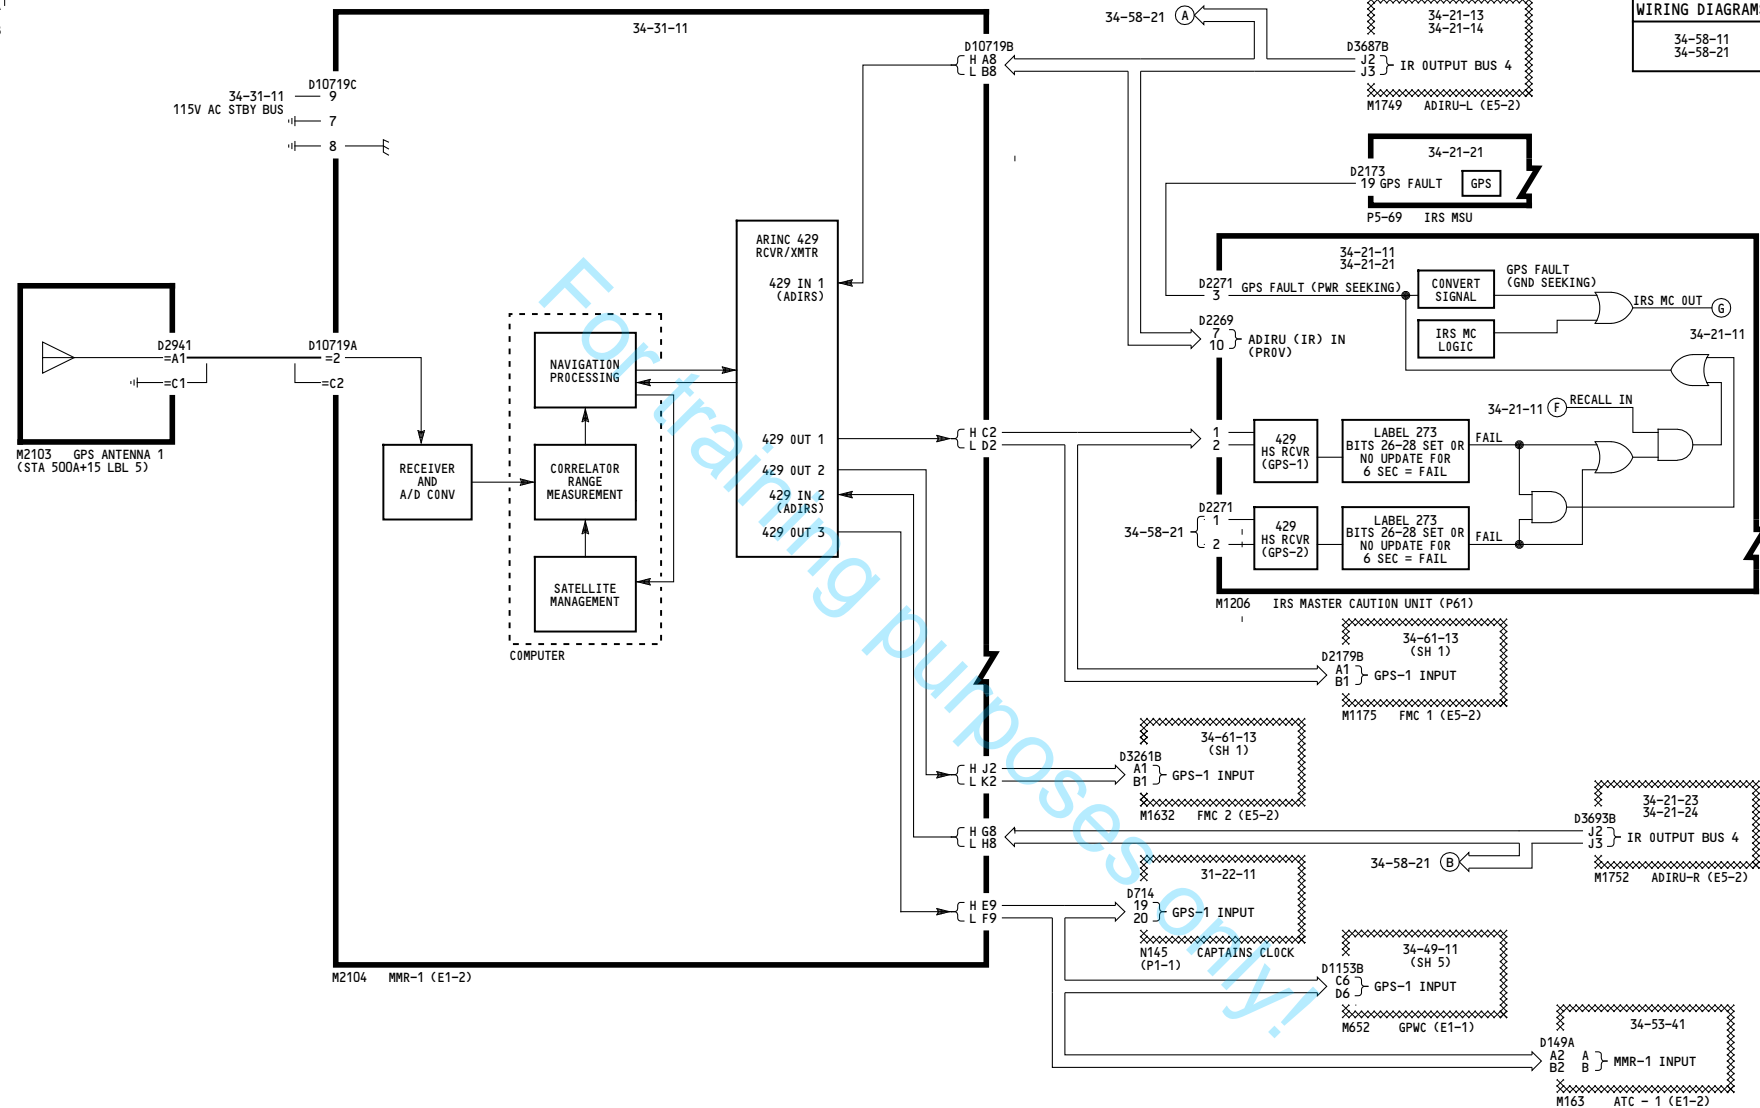 34-31-11
D10719C
34-31-11
115V AC STBY BUS
9
7
8
D2941
=A1
=C1
M2103 GPS ANTENNA 1
(STA 500A+15 LBL 5)
D10719A
=2
=C2
RECEIVER
AND
A/D CONV
NAVIGATION
PROCESSING
CORRELATOR
RANGE
MEASUREMENT
SATELLITE
MANAGEMENT
COMPUTER
ARINC 429
RCVR/XMTR
429 IN 1
(ADIRS)
429 OUT 1
429 OUT 2
429 IN 2
(ADIRS)
429 OUT 3
M2104 MMR-1 (E1-2)
D10719B
H A8
L B8
H C2
L D2
H J2
L K2
H G8
L H8
H E9
L F9
34-58-21 A
34-21-13
34-21-14
D3687B
J2
J3
IR OUTPUT BUS 4
M1749 ADIRU-L (E5-2)
WIRING DIAGRAMS
34-58-11
34-58-21
34-21-21
D2173
19 GPS FAULT
GPS
P5-69 IRS MSU
34-21-11
34-21-21
D2271
3 GPS FAULT (PWR SEEKING)
CONVERT
SIGNAL
GPS FAULT
(GND SEEKING)
IRS MC OUT G
34-21-11
IRS MC
LOGIC
D2269
7
10
ADIRU (IR) IN
(PROV)
34-21-11 F RECALL IN
1
2
429
HS RCVR
(GPS-1)
LABEL 273
BITS 26-28 SET OR
NO UPDATE FOR
6 SEC = FAIL
FAIL
D2271
34-58-21
1
2
429
HS RCVR
(GPS-2)
LABEL 273
BITS 26-28 SET OR
NO UPDATE FOR
6 SEC = FAIL
FAIL
M1206 IRS MASTER CAUTION UNIT (P61)
34-61-13
(SH 1)
D2179B
A1
B1
GPS-1 INPUT
M1175 FMC 1 (E5-2)
34-61-13
(SH 1)
D3261B
A1
B1
GPS-1 INPUT
M1632 FMC 2 (E5-2)
34-21-23
34-21-24
D3693B
J2
J3
IR OUTPUT BUS 4
M1752 ADIRU-R (E5-2)
34-58-21 B
31-22-11
D714
19
20
GPS-1 INPUT
N145 CAPTAINS CLOCK
(P1-1)
34-49-11
(SH 5)
D1153B
C6
D6
GPS-1 INPUT
M652 GPWC (E1-1)
34-53-41
D149A
A2 A
B2 B
MMR-1 INPUT
M163 ATC - 1 (E1-2)
For training purposes only!